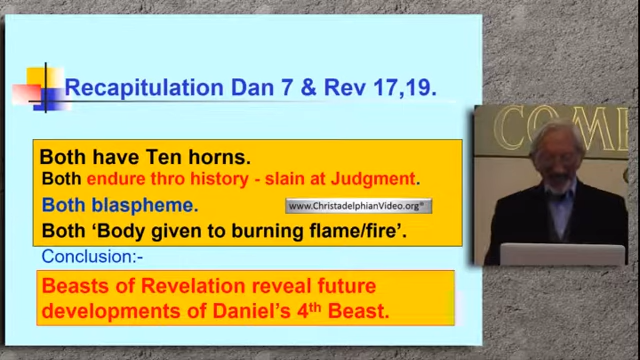 Recapitulation Dan 7 & Rev 17,19.
COME
Both have Ten horns.
Both endure thro history - slain at Judgment.
Both blaspheme.
www.ChristadelphianVideo.org®
Both ‘Body given to burning flame/fire’.
Conclusion:-
Beasts of Revelation reveal future
developments of Daniel's 4th Beast.